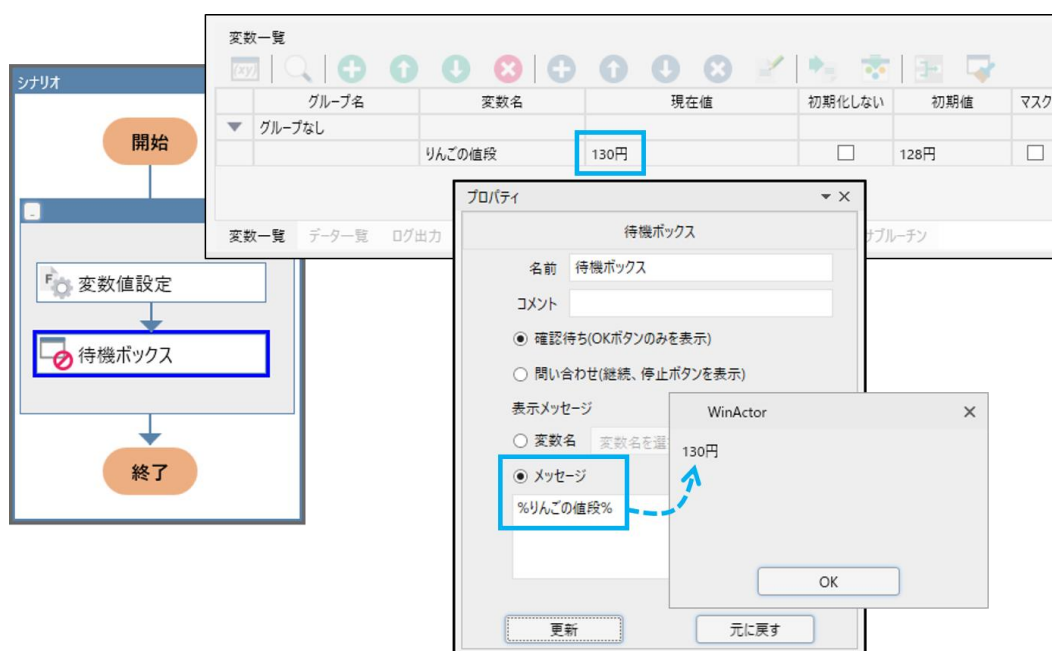 シナリオ
開始
変数値設定
待機ボックス
終了
変数一覧
グループ名 変数名 現在値 初期化しない 初期値 マスク
グループなし
りんごの値段 130円 128円
変数一覧 データ一覧 ログ出力 サブルーチン
プロパティ
待機ボックス
名前 待機ボックス
コメント
確認待ち(OKボタンのみを表示)
問い合わせ(継続、停止ボタンを表示)
表示メッセージ
変数名 変数名を選
メッセージ
%りんごの値段%
更新 元に戻す
WinActor
130円
OK